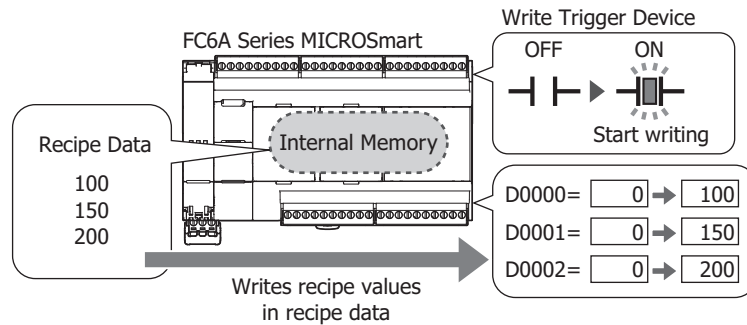 Write Trigger Device
FC6A Series MICROSmart
OFF ON
Start writing
Recipe Data
100
150
200
Internal Memory
D0000= 0 100
D0001= 0 150
D0002= 0 200
Writes recipe values
in recipe data